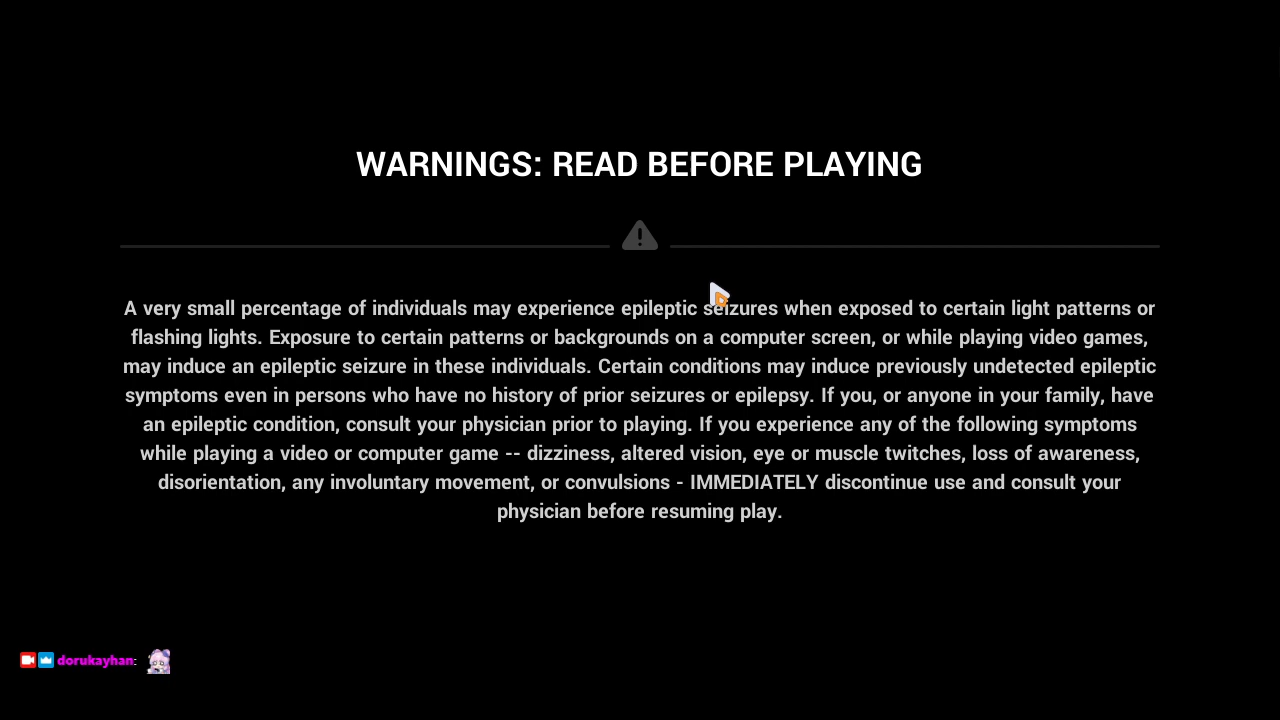 WARNINGS: READ BEFORE PLAYING
A very small percentage of individuals may experience epileptic seizures when exposed to certain light patterns or
flashing lights. Exposure to certain patterns or backgrounds on a computer screen, or while playing video games,
may induce an epileptic seizure in these individuals. Certain conditions may induce previously undetected epileptic
symptoms even in persons who have no history of prior seizures or epilepsy. If you, or anyone in your family, have
an epileptic condition, consult your physician prior to playing. If you experience any of the following symptoms
while playing a video or computer game -- dizziness, altered vision, eye or muscle twitches, loss of awareness,
disorientation, any involuntary movement, or convulsions - IMMEDIATELY discontinue use and consult your
physician before resuming play.
dorukayhan: